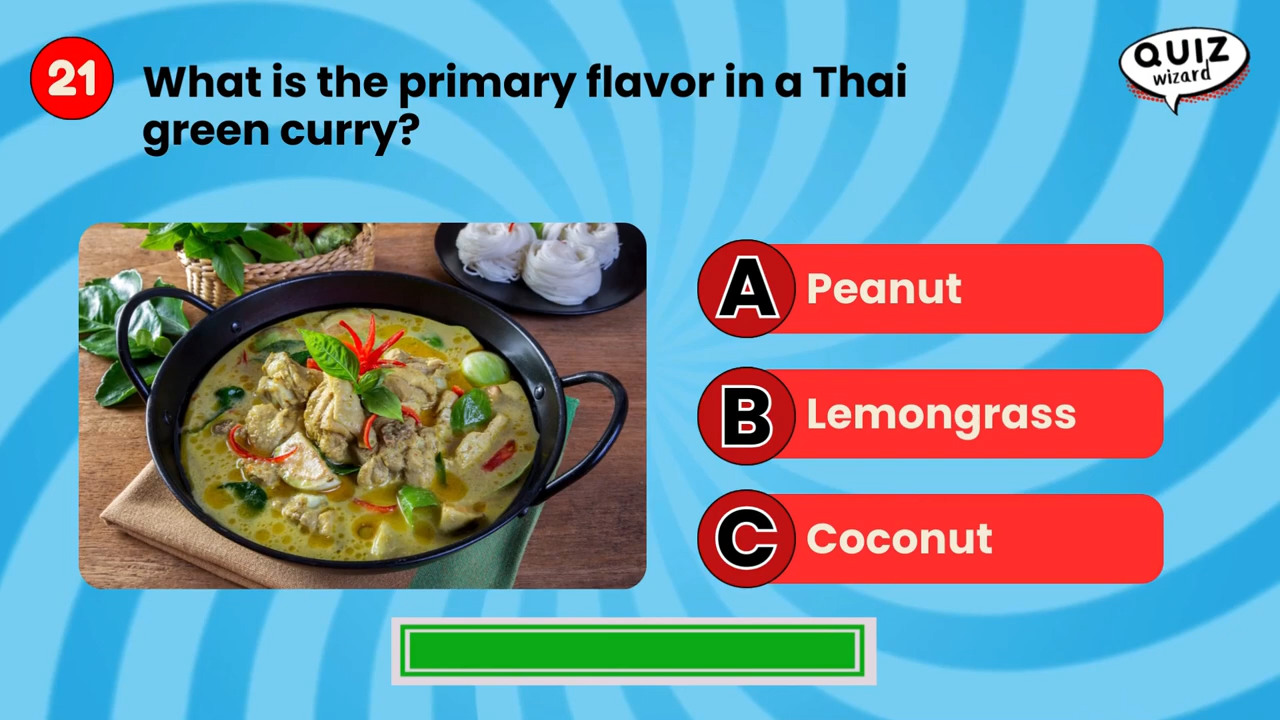 21
What is the primary flavor in a Thai
green curry?
QUIZ
wizard
A
Peanut
B
Lemongrass
C
Coconut